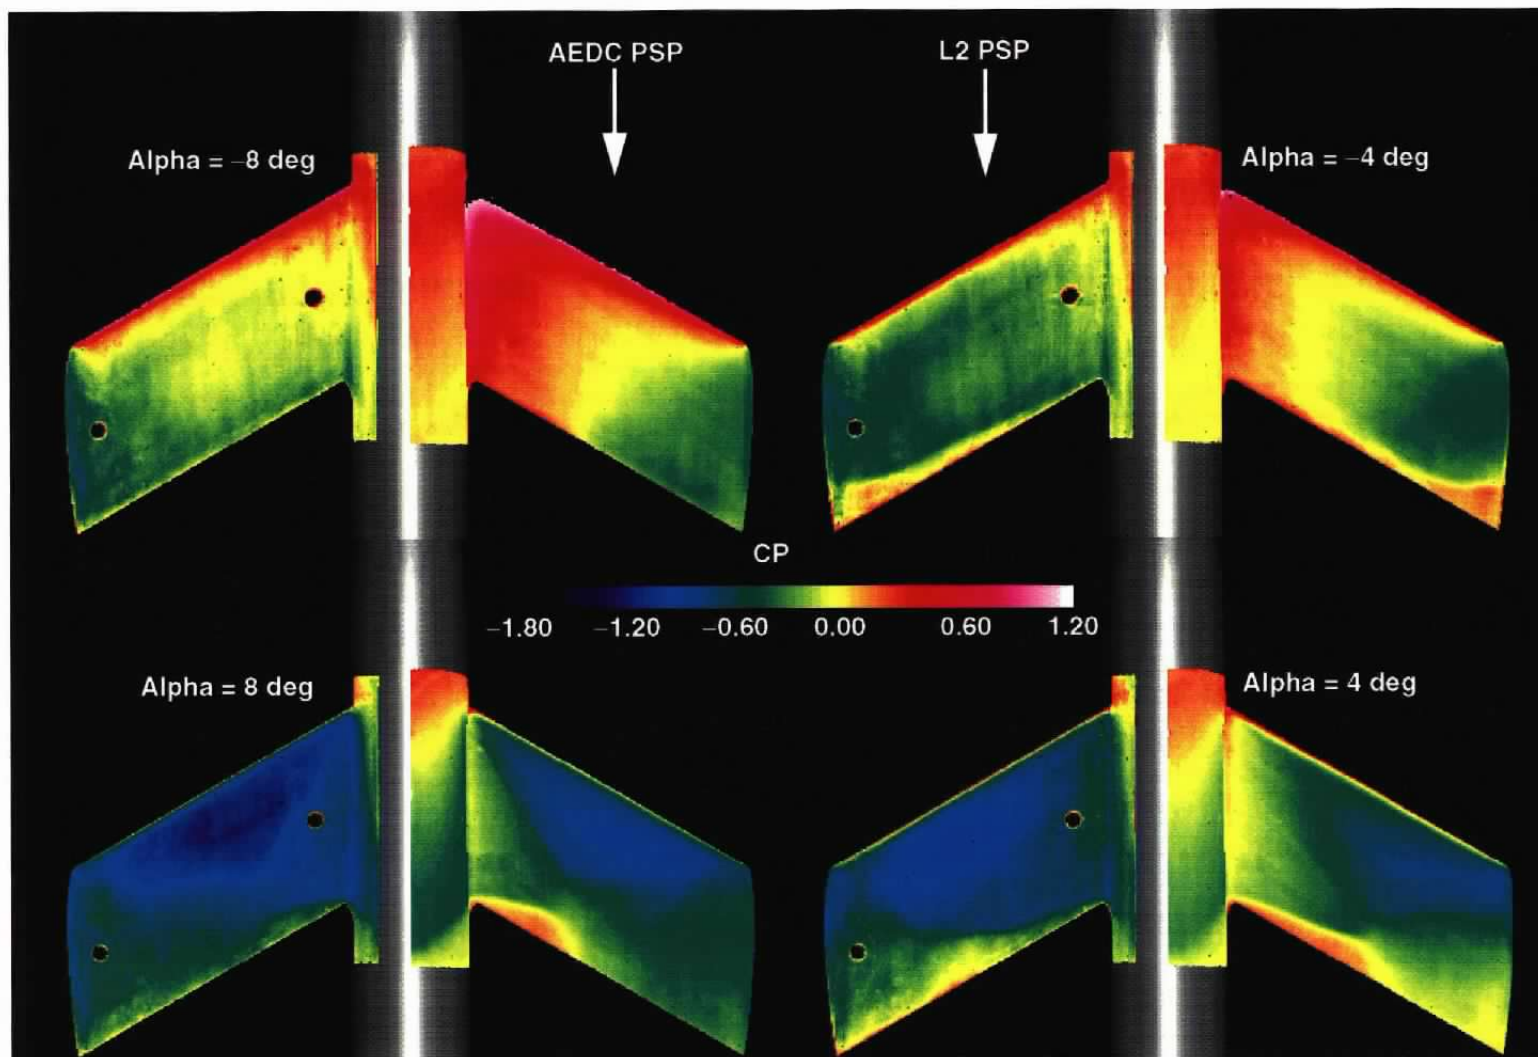 AEDC PSP
L2 PSP
Alpha = −8 deg
Alpha = −4 deg
CP
−1.80 −1.20 −0.60 0.00 0.60 1.20
Alpha = 8 deg
Alpha = 4 deg